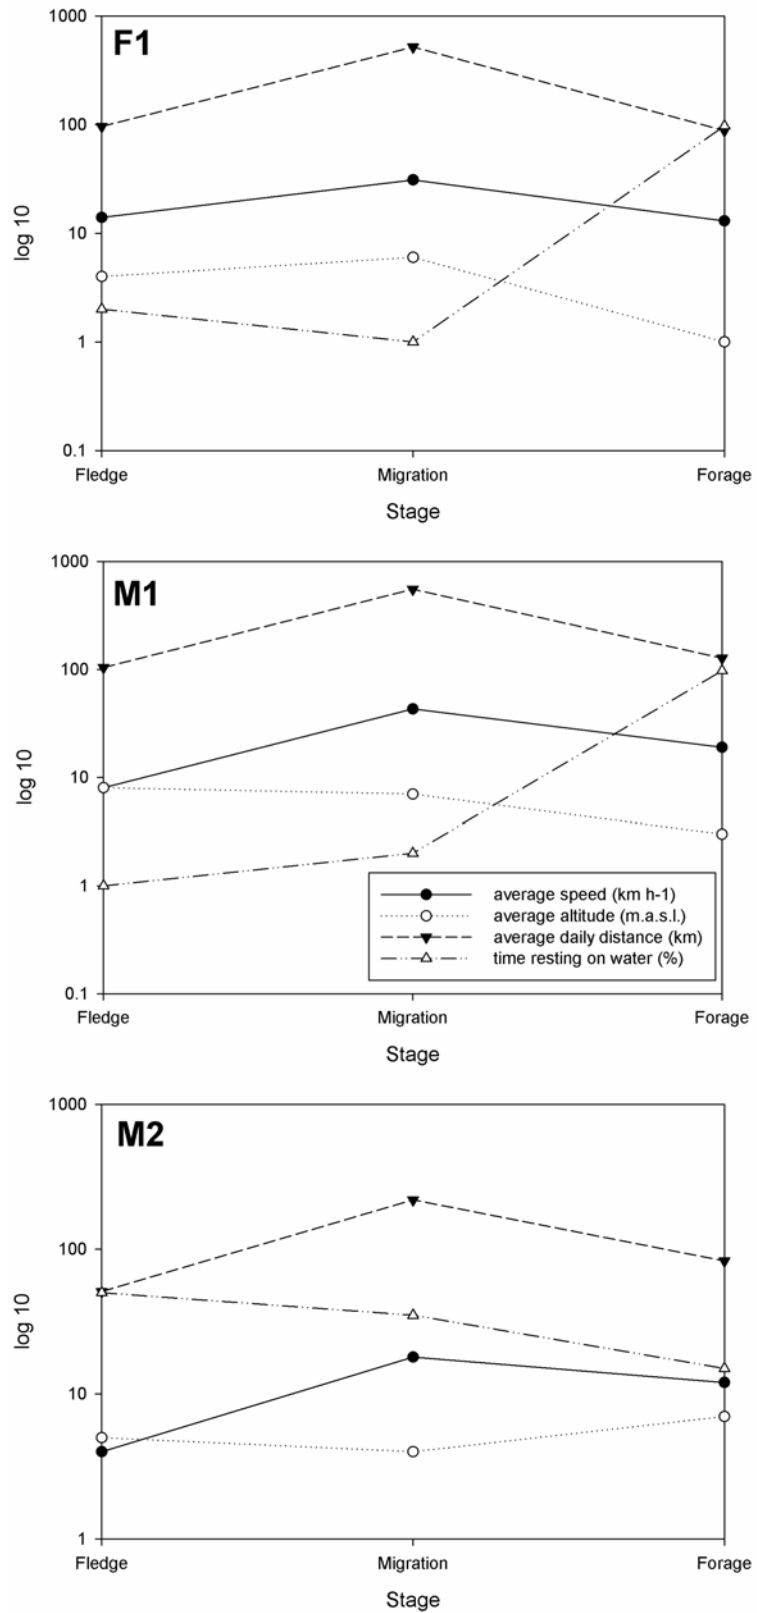 F1
1000
100
10
1
0.1
log 10
Fledge Migration Forage
Stage
M1
1000
100
10
1
0.1
log 10
average speed (km h-1)
average altitude (m.a.s.l.)
average daily distance (km)
time resting on water (%)
Fledge Migration Forage
Stage
M2
1000
100
10
1
log 10
Fledge Migration Forage
Stage